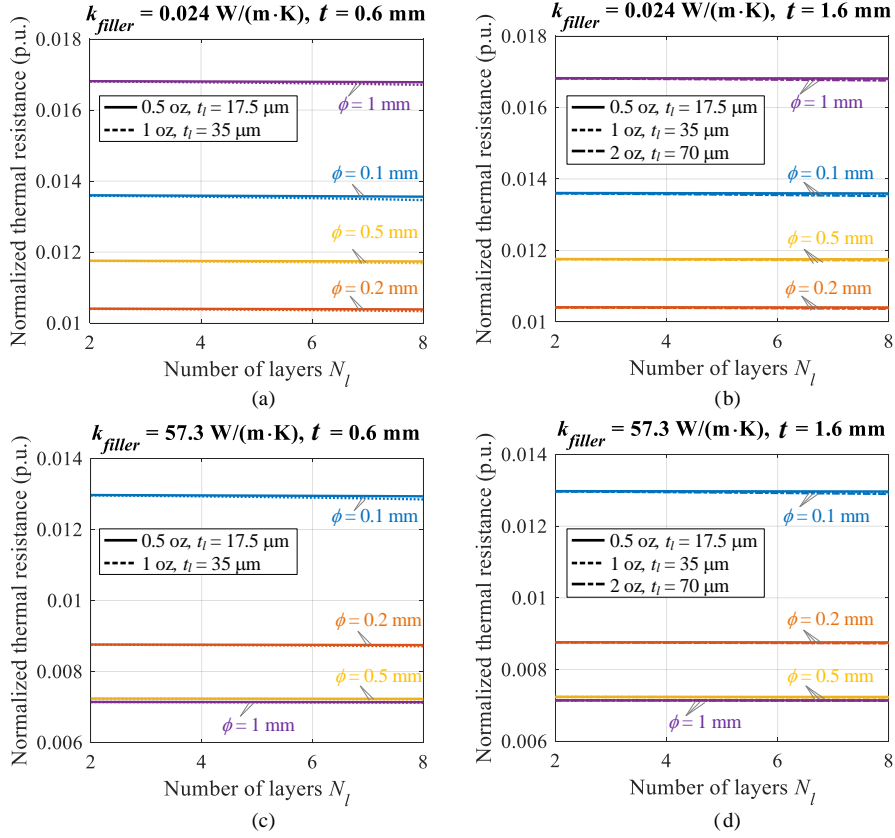 k_filler = 0.024 W/(m·K), t = 0.6 mm
Normalized thermal resistance (p.u.)
0.018
0.016
0.014
0.012
0.01
0.5 oz, t_l = 17.5 μm
1 oz, t_l = 35 μm
ϕ = 1 mm
ϕ = 0.1 mm
ϕ = 0.5 mm
ϕ = 0.2 mm
2 4 6 8
Number of layers N_l
(a)
k_filler = 0.024 W/(m·K), t = 1.6 mm
Normalized thermal resistance (p.u.)
0.018
0.016
0.014
0.012
0.01
0.5 oz, t_l = 17.5 μm
1 oz, t_l = 35 μm
2 oz, t_l = 70 μm
ϕ = 1 mm
ϕ = 0.1 mm
ϕ = 0.5 mm
ϕ = 0.2 mm
2 4 6 8
Number of layers N_l
(b)
k_filler = 57.3 W/(m·K), t = 0.6 mm
Normalized thermal resistance (p.u.)
0.014
0.012
0.01
0.008
0.006
ϕ = 0.1 mm
0.5 oz, t_l = 17.5 μm
1 oz, t_l = 35 μm
ϕ = 0.2 mm
ϕ = 0.5 mm
ϕ = 1 mm
2 4 6 8
Number of layers N_l
(c)
k_filler = 57.3 W/(m·K), t = 1.6 mm
Normalized thermal resistance (p.u.)
0.014
0.012
0.01
0.008
0.006
ϕ = 0.1 mm
0.5 oz, t_l = 17.5 μm
1 oz, t_l = 35 μm
2 oz, t_l = 70 μm
ϕ = 0.2 mm
ϕ = 0.5 mm
ϕ = 1 mm
2 4 6 8
Number of layers N_l
(d)